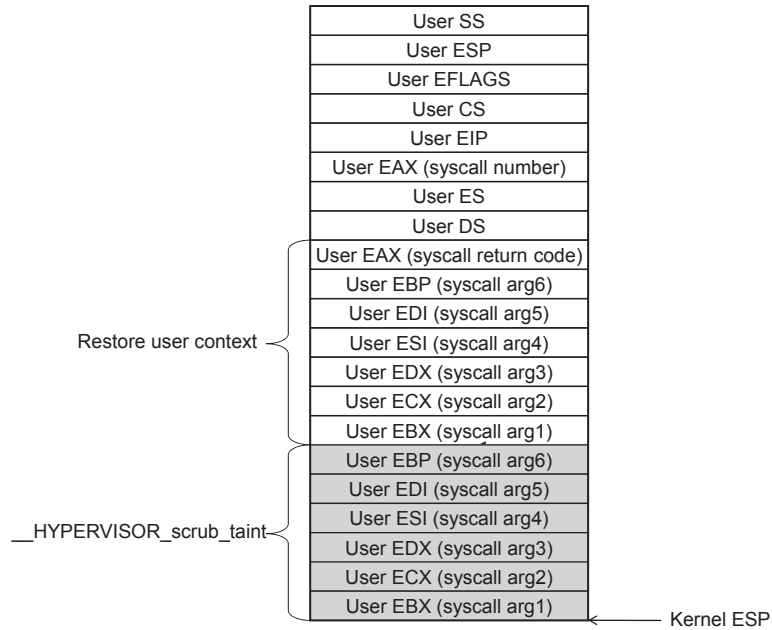 User SS
User ESP
User EFLAGS
User CS
User EIP
User EAX (syscall number)
User ES
User DS
User EAX (syscall return code)
User EBP (syscall arg6)
User EDI (syscall arg5)
Restore user context
User ESI (syscall arg4)
User EDX (syscall arg3)
User ECX (syscall arg2)
User EBX (syscall arg1)
User EBP (syscall arg6)
User EDI (syscall arg5)
User ESI (syscall arg4)
__HYPERVISOR_scrub_taint
User EDX (syscall arg3)
User ECX (syscall arg2)
User EBX (syscall arg1)
Kernel ESP